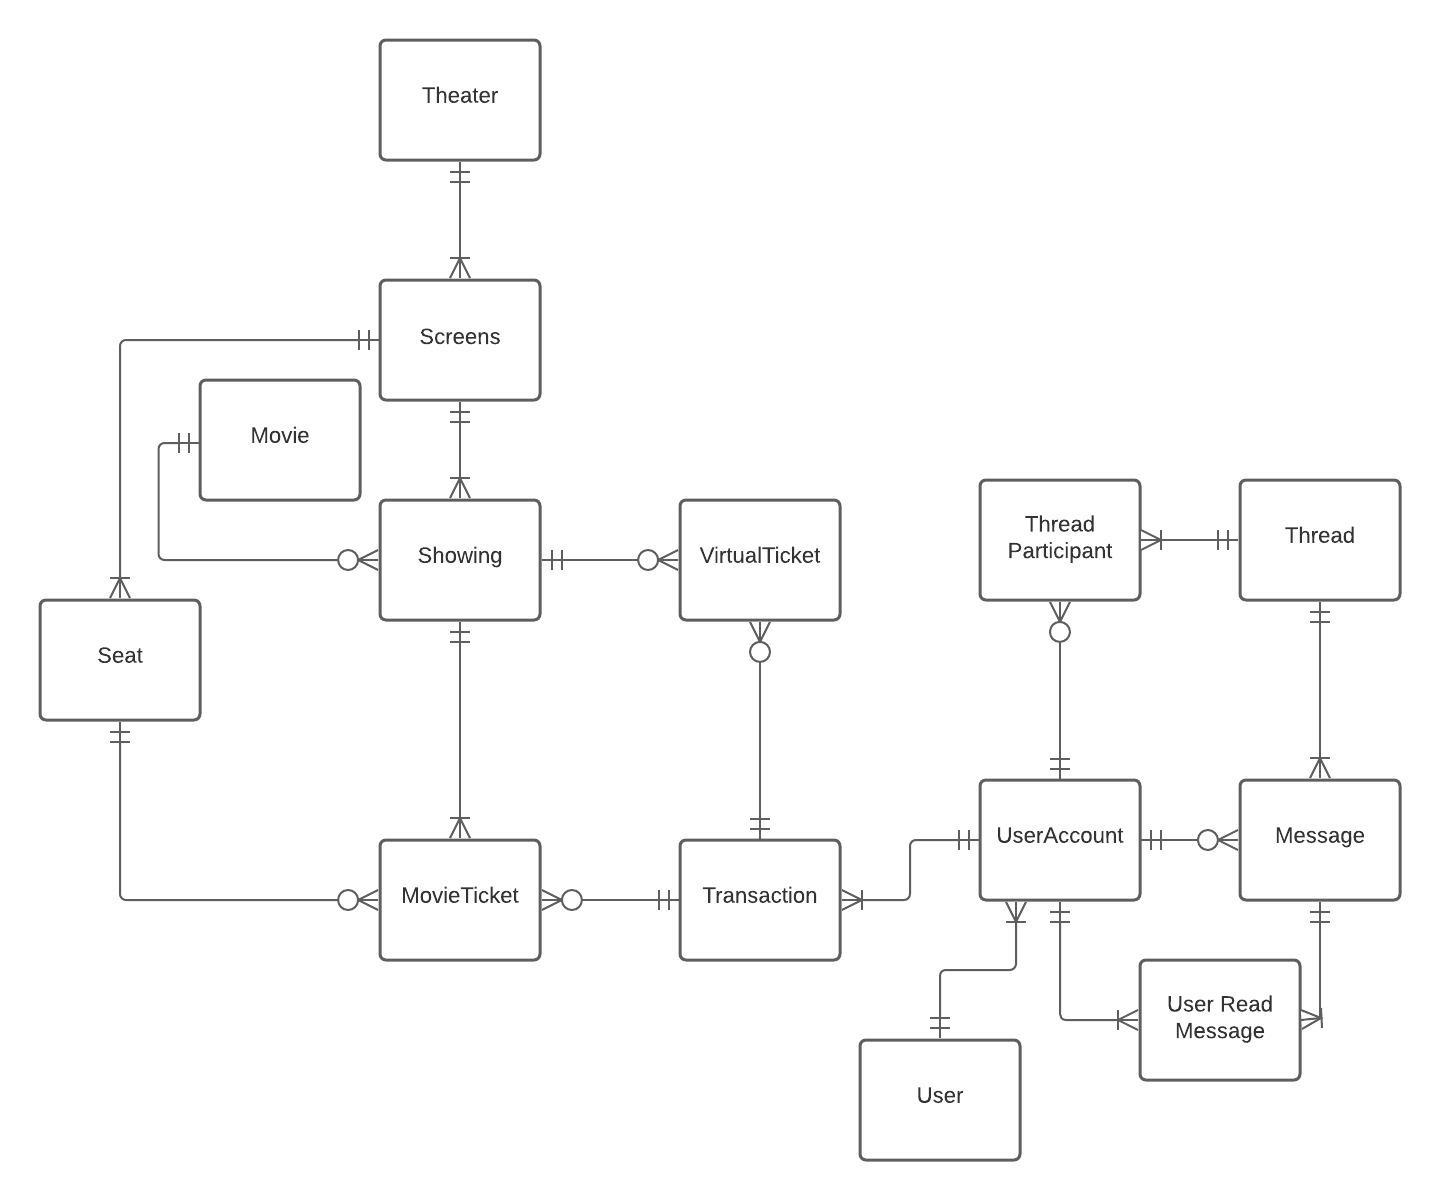 Theater
Screens
Movie
Showing
VirtualTicket
Thread
Participant
Thread
Seat
UserAccount
Message
MovieTicket
Transaction
User Read
Message
User